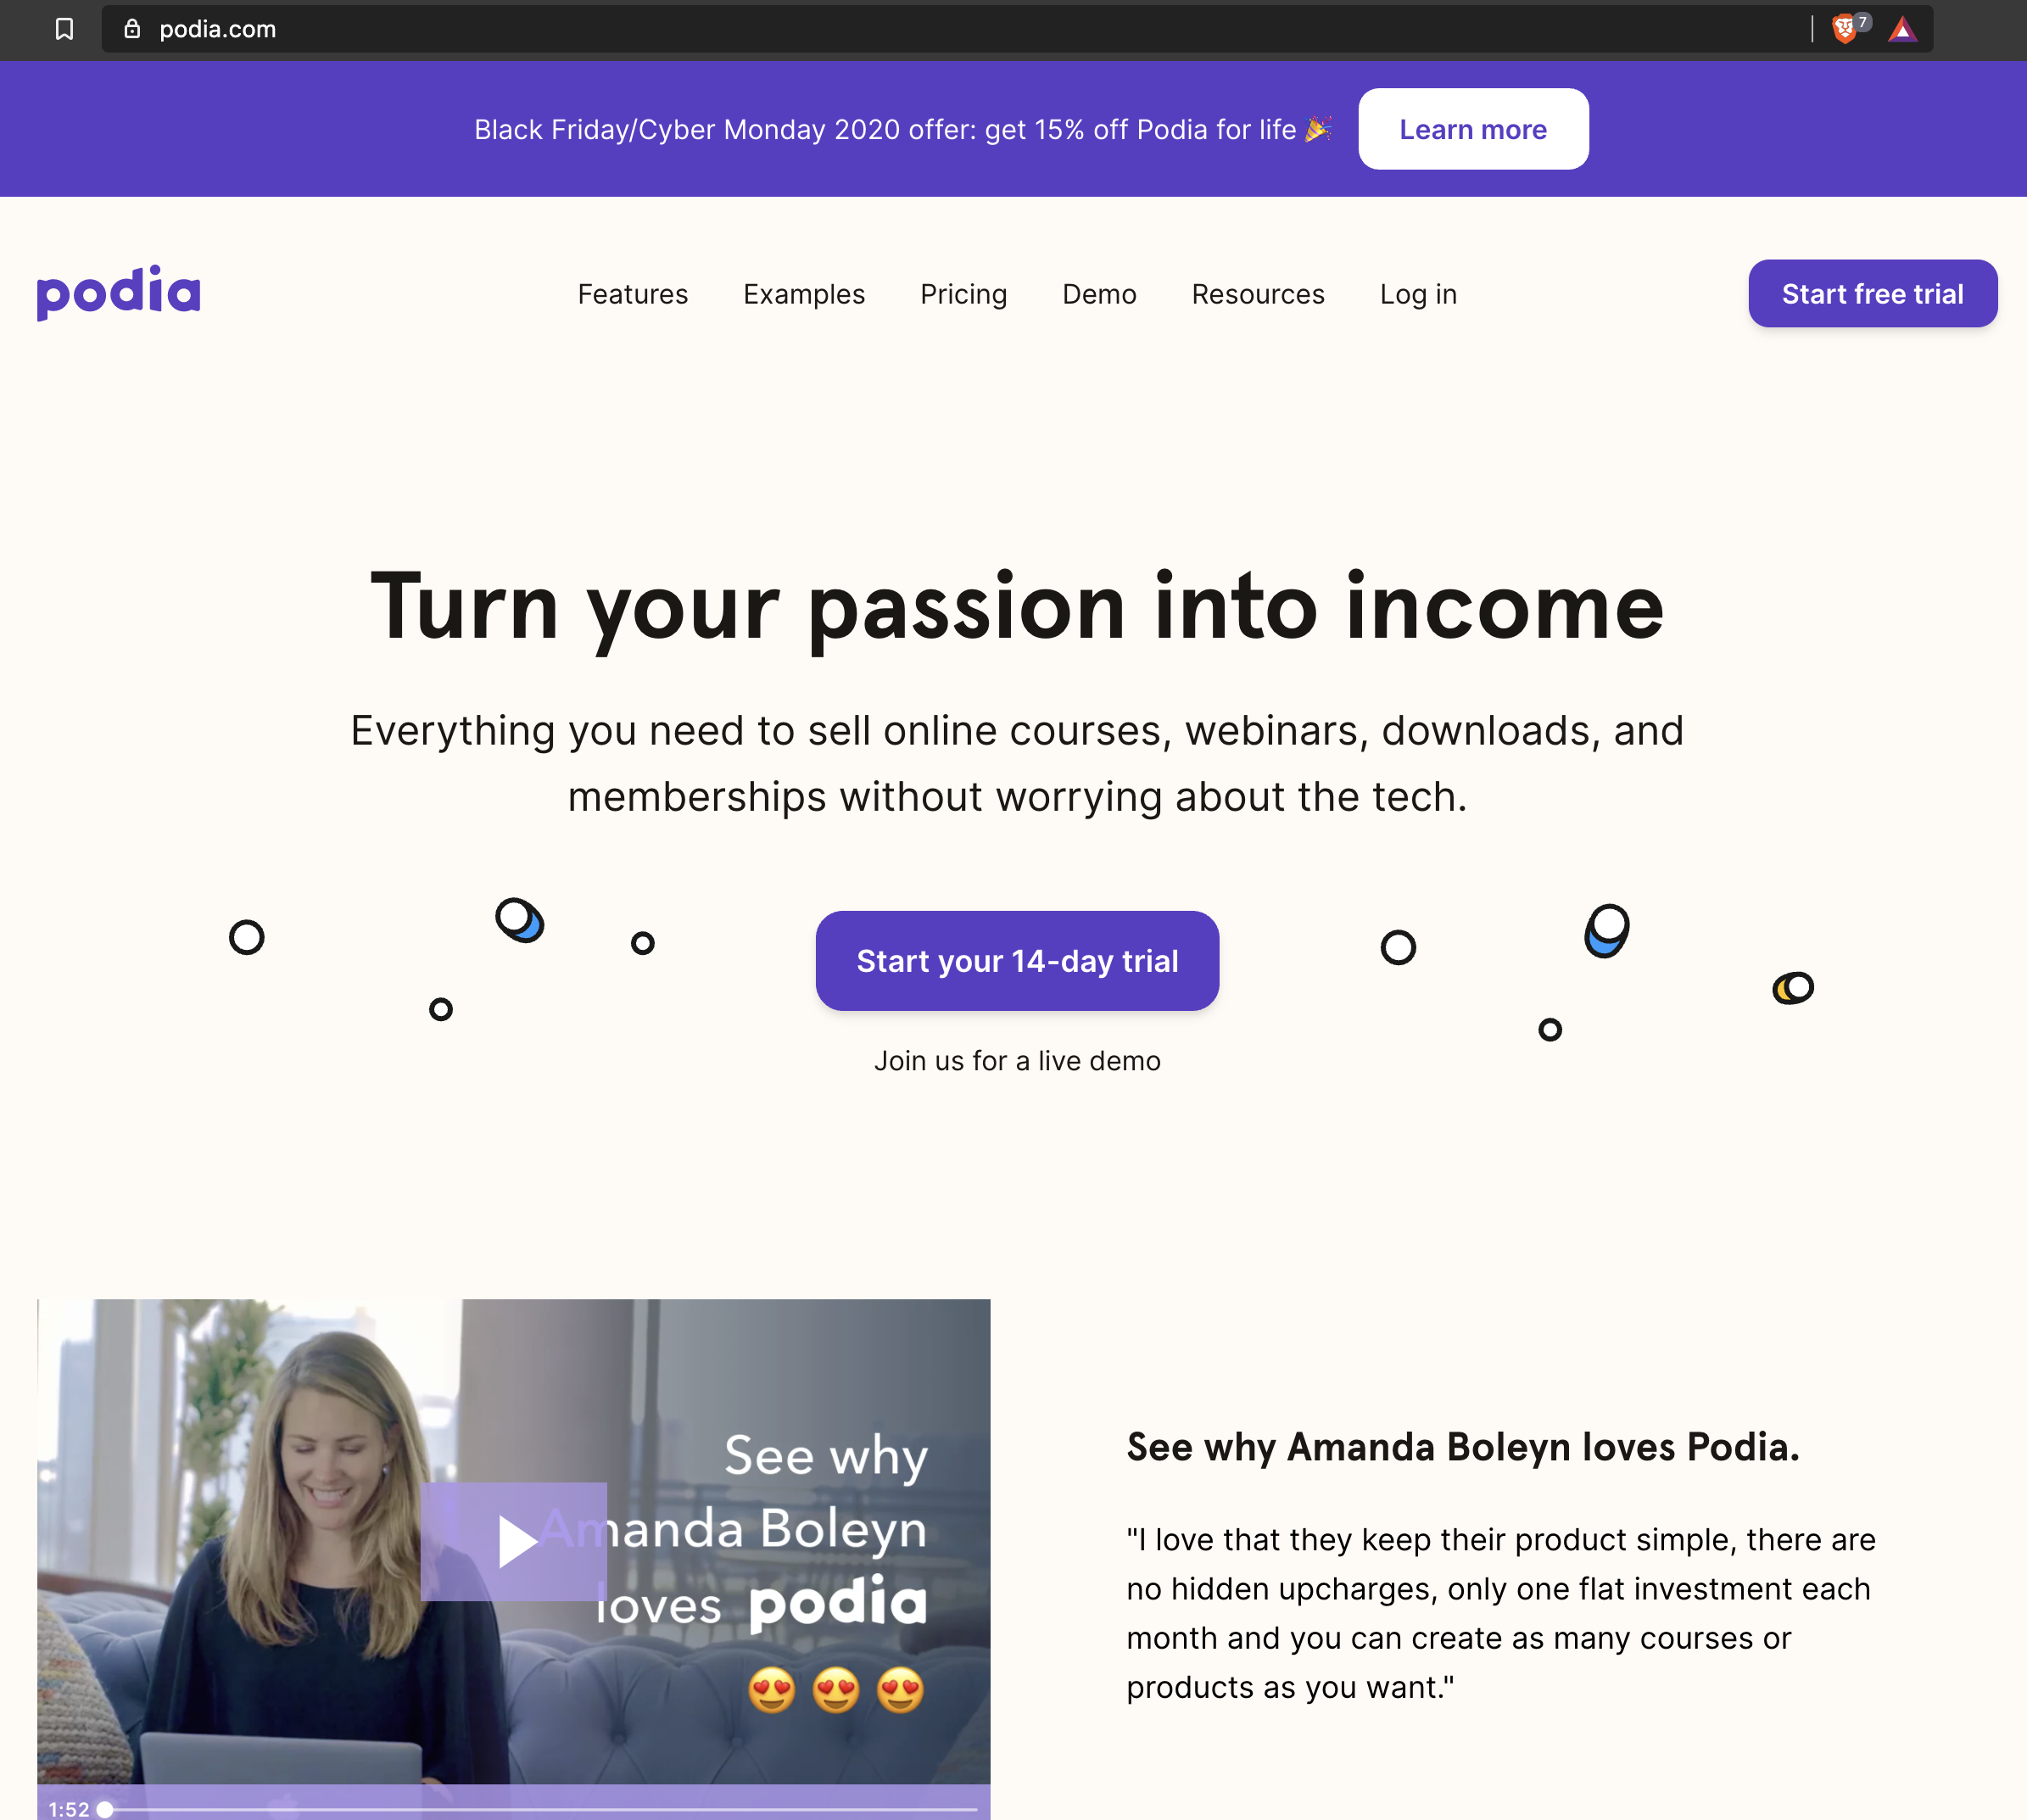 podia.com
7
Black Friday/Cyber Monday 2020 offer: get 15% off Podia for life 🎉
Learn more
podia
Features
Examples
Pricing
Demo
Resources
Log in
Start free trial
Turn your passion into income
Everything you need to sell online courses, webinars, downloads, and
memberships without worrying about the tech.
Start your 14-day trial
Join us for a live demo
See why
Amanda Boleyn
loves podia
😍😍😍
1:52
See why Amanda Boleyn loves Podia.
"I love that they keep their product simple, there are
no hidden upcharges, only one flat investment each
month and you can create as many courses or
products as you want."